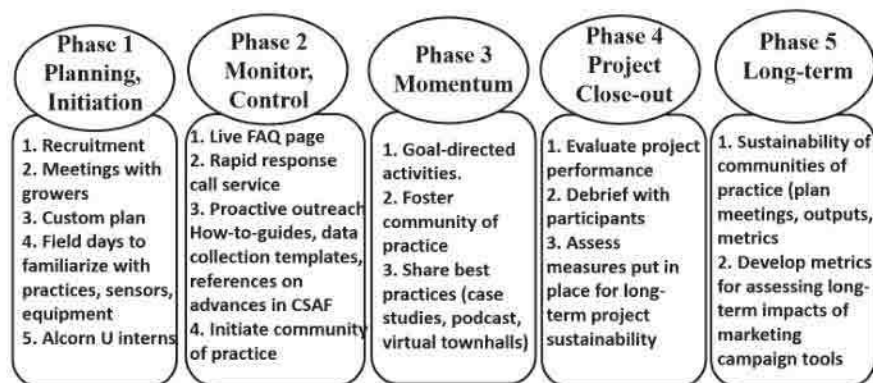 Phase 1
Planning,
Initiation
1. Recruitment
2. Meetings with
growers
3. Custom plan
4. Field days to
familiarize with
practices, sensors,
equipment
5. Alcorn U interns
Phase 2
Monitor,
Control
1. Live FAQ page
2. Rapid response
call service
3. Proactive outreach
How-to-guides, data
collection templates,
references on
advances in CSAF
4. Initiate community
of practice
Phase 3
Momentum
1. Goal-directed
activities.
2. Foster
community of
practice
3. Share best
practices (case
studies, podcast,
virtual townhalls)
Phase 4
Project
Close-out
1. Evaluate project
performance
2. Debrief with
participants
3. Assess
measures put in
place for long-
term project
sustainability
Phase 5
Long-term
1. Sustainability of
communities of
practice (plan
meetings, outputs,
metrics
2. Develop metrics
for assessing long-
term impacts of
marketing
campaign tools